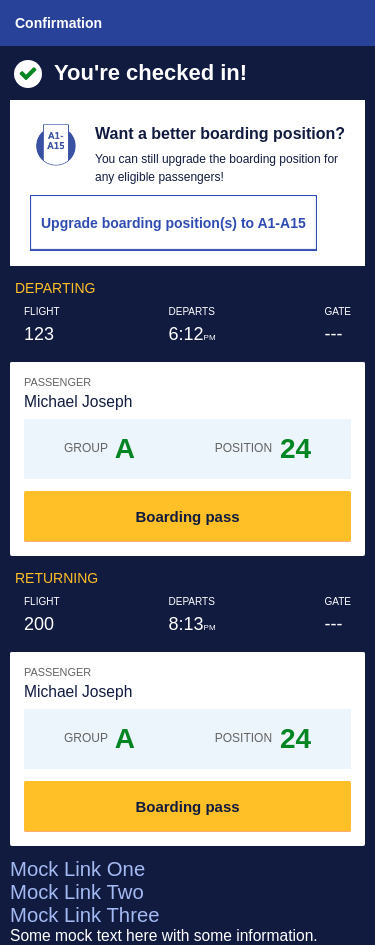 Confirmation
You're checked in!
A1-
A15
Want a better boarding position?
You can still upgrade the boarding position for
any eligible passengers!
Upgrade boarding position(s) to A1-A15
DEPARTING
FLIGHT DEPARTS GATE
123 6:12PM ---
PASSENGER
Michael Joseph
GROUP A POSITION 24
Boarding pass
RETURNING
FLIGHT DEPARTS GATE
200 8:13PM ---
PASSENGER
Michael Joseph
GROUP A POSITION 24
Boarding pass
Mock Link One
Mock Link Two
Mock Link Three
Some mock text here with some information.